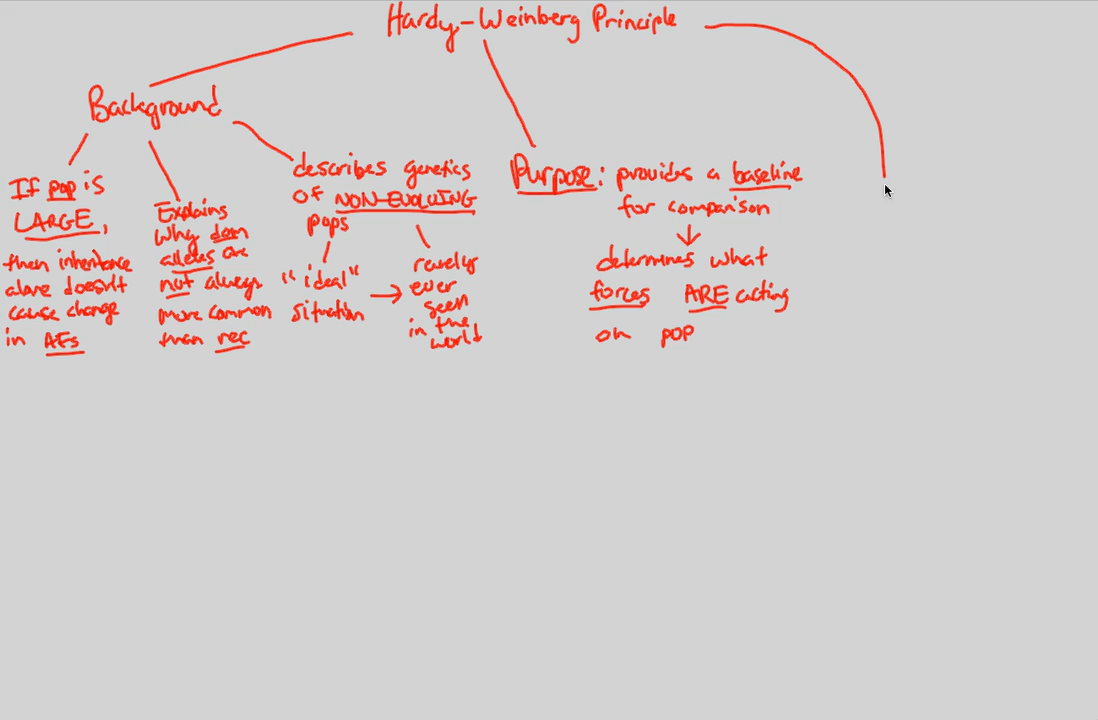 Hardy-Weinberg Principle
Background
If pop is
LARGE,
then inheritance
alone doesn't
cause change
in AFs
Explains
why dom
alleles are
not always
more common
than rec
describes genetics
of NON-EVOLVING
pops
"ideal"
situation
rarely
ever
seen
in the
world
Purpose: provides a baseline
for comparison
determines what
forces ARE acting
on pop